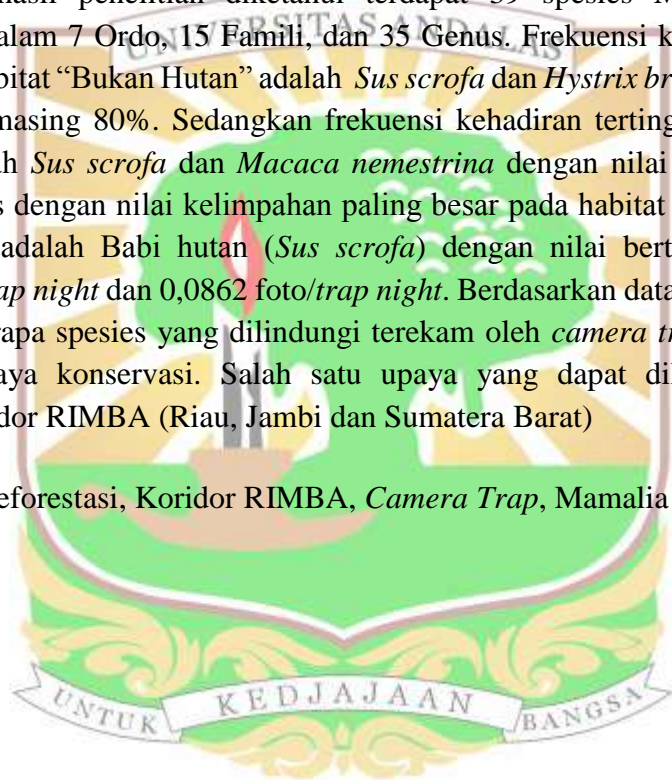 hasil penelitian diketahui terdapat 39 spesies
UNIVERSITAS ANDALAS
alam 7 Ordo, 15 Famili, dan 35 Genus. Frekuensi k
bitat “Bukan Hutan” adalah Sus scrofa dan Hystrix br
masing 80%. Sedangkan frekuensi kehadiran terting
ah Sus scrofa dan Macaca nemestrina dengan nilai
s dengan nilai kelimpahan paling besar pada habitat
adalah Babi hutan (Sus scrofa) dengan nilai bert
ap night dan 0,0862 foto/trap night. Berdasarkan data
rapa spesies yang dilindungi terekam oleh camera tr
aya konservasi. Salah satu upaya yang dapat di
dor RIMBA (Riau, Jambi dan Sumatera Barat)
eforestasi, Koridor RIMBA, Camera Trap, Mamalia
UNTUK KEDJAJAAN BANGSA